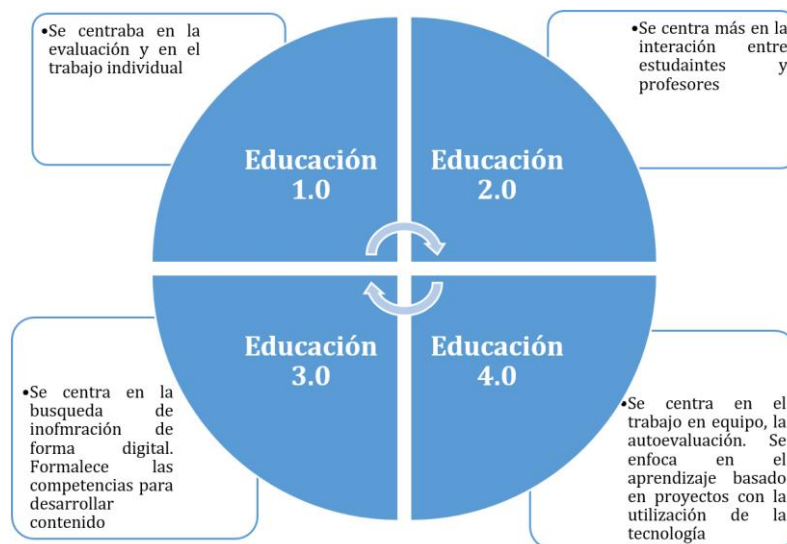 •Se centraba en la
evaluación y en el
trabajo individual
•Se centra más en la
interación entre
estudaintes y
profesores
Educación
1.0
Educación
2.0
Educación
3.0
Educación
4.0
•Se centra en la
busqueda de
inofmración de
forma digital.
Formalece las
competencias para
desarrollar
contenido
•Se centra en el
trabajo en equipo, la
autoevaluación. Se
enfoca en el
aprendizaje basado
en proyectos con la
utilización de la
tecnología